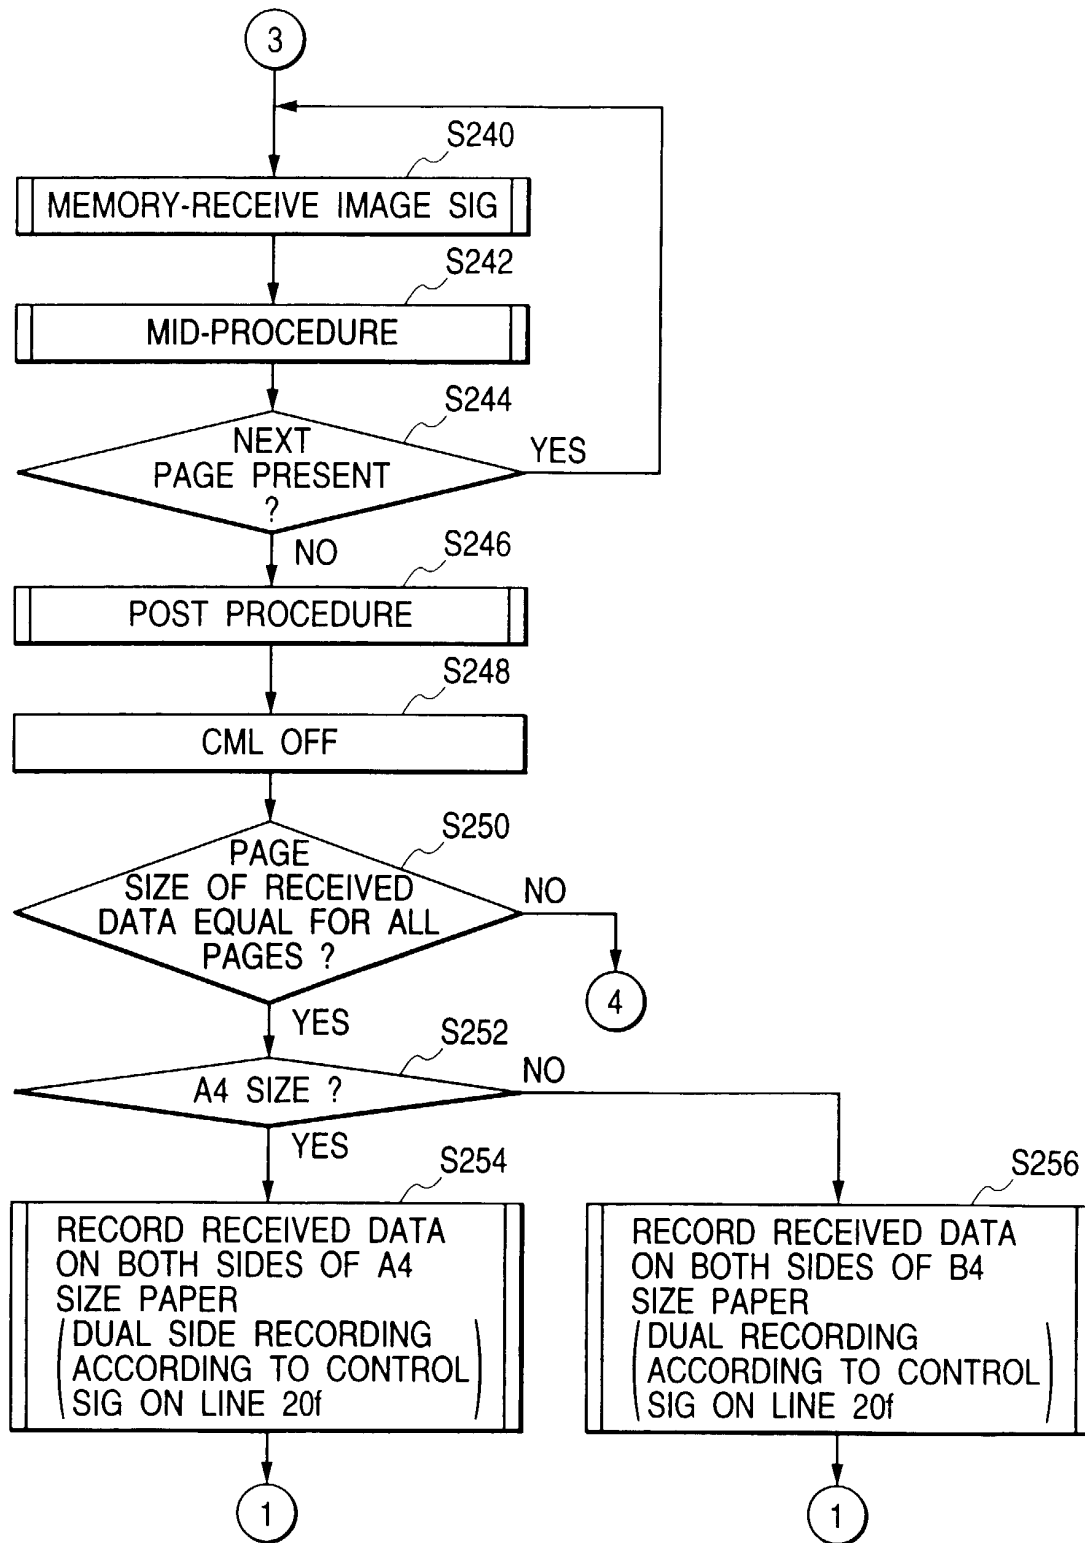 3
S240
MEMORY-RECEIVE IMAGE SIG
S242
MID-PROCEDURE
S244
NEXT
PAGE PRESENT
?
YES
NO
S246
POST PROCEDURE
S248
CML OFF
S250
PAGE
SIZE OF RECEIVED
DATA EQUAL FOR ALL
PAGES ?
NO
4
YES
S252
A4 SIZE ?
NO
YES
S254
RECORD RECEIVED DATA
ON BOTH SIDES OF A4
SIZE PAPER
(DUAL SIDE RECORDING
ACCORDING TO CONTROL
SIG ON LINE 20f)
1
S256
RECORD RECEIVED DATA
ON BOTH SIDES OF B4
SIZE PAPER
(DUAL RECORDING
ACCORDING TO CONTROL
SIG ON LINE 20f)
1